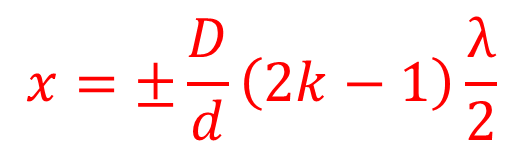 x = ± D/d (2k − 1) λ/2